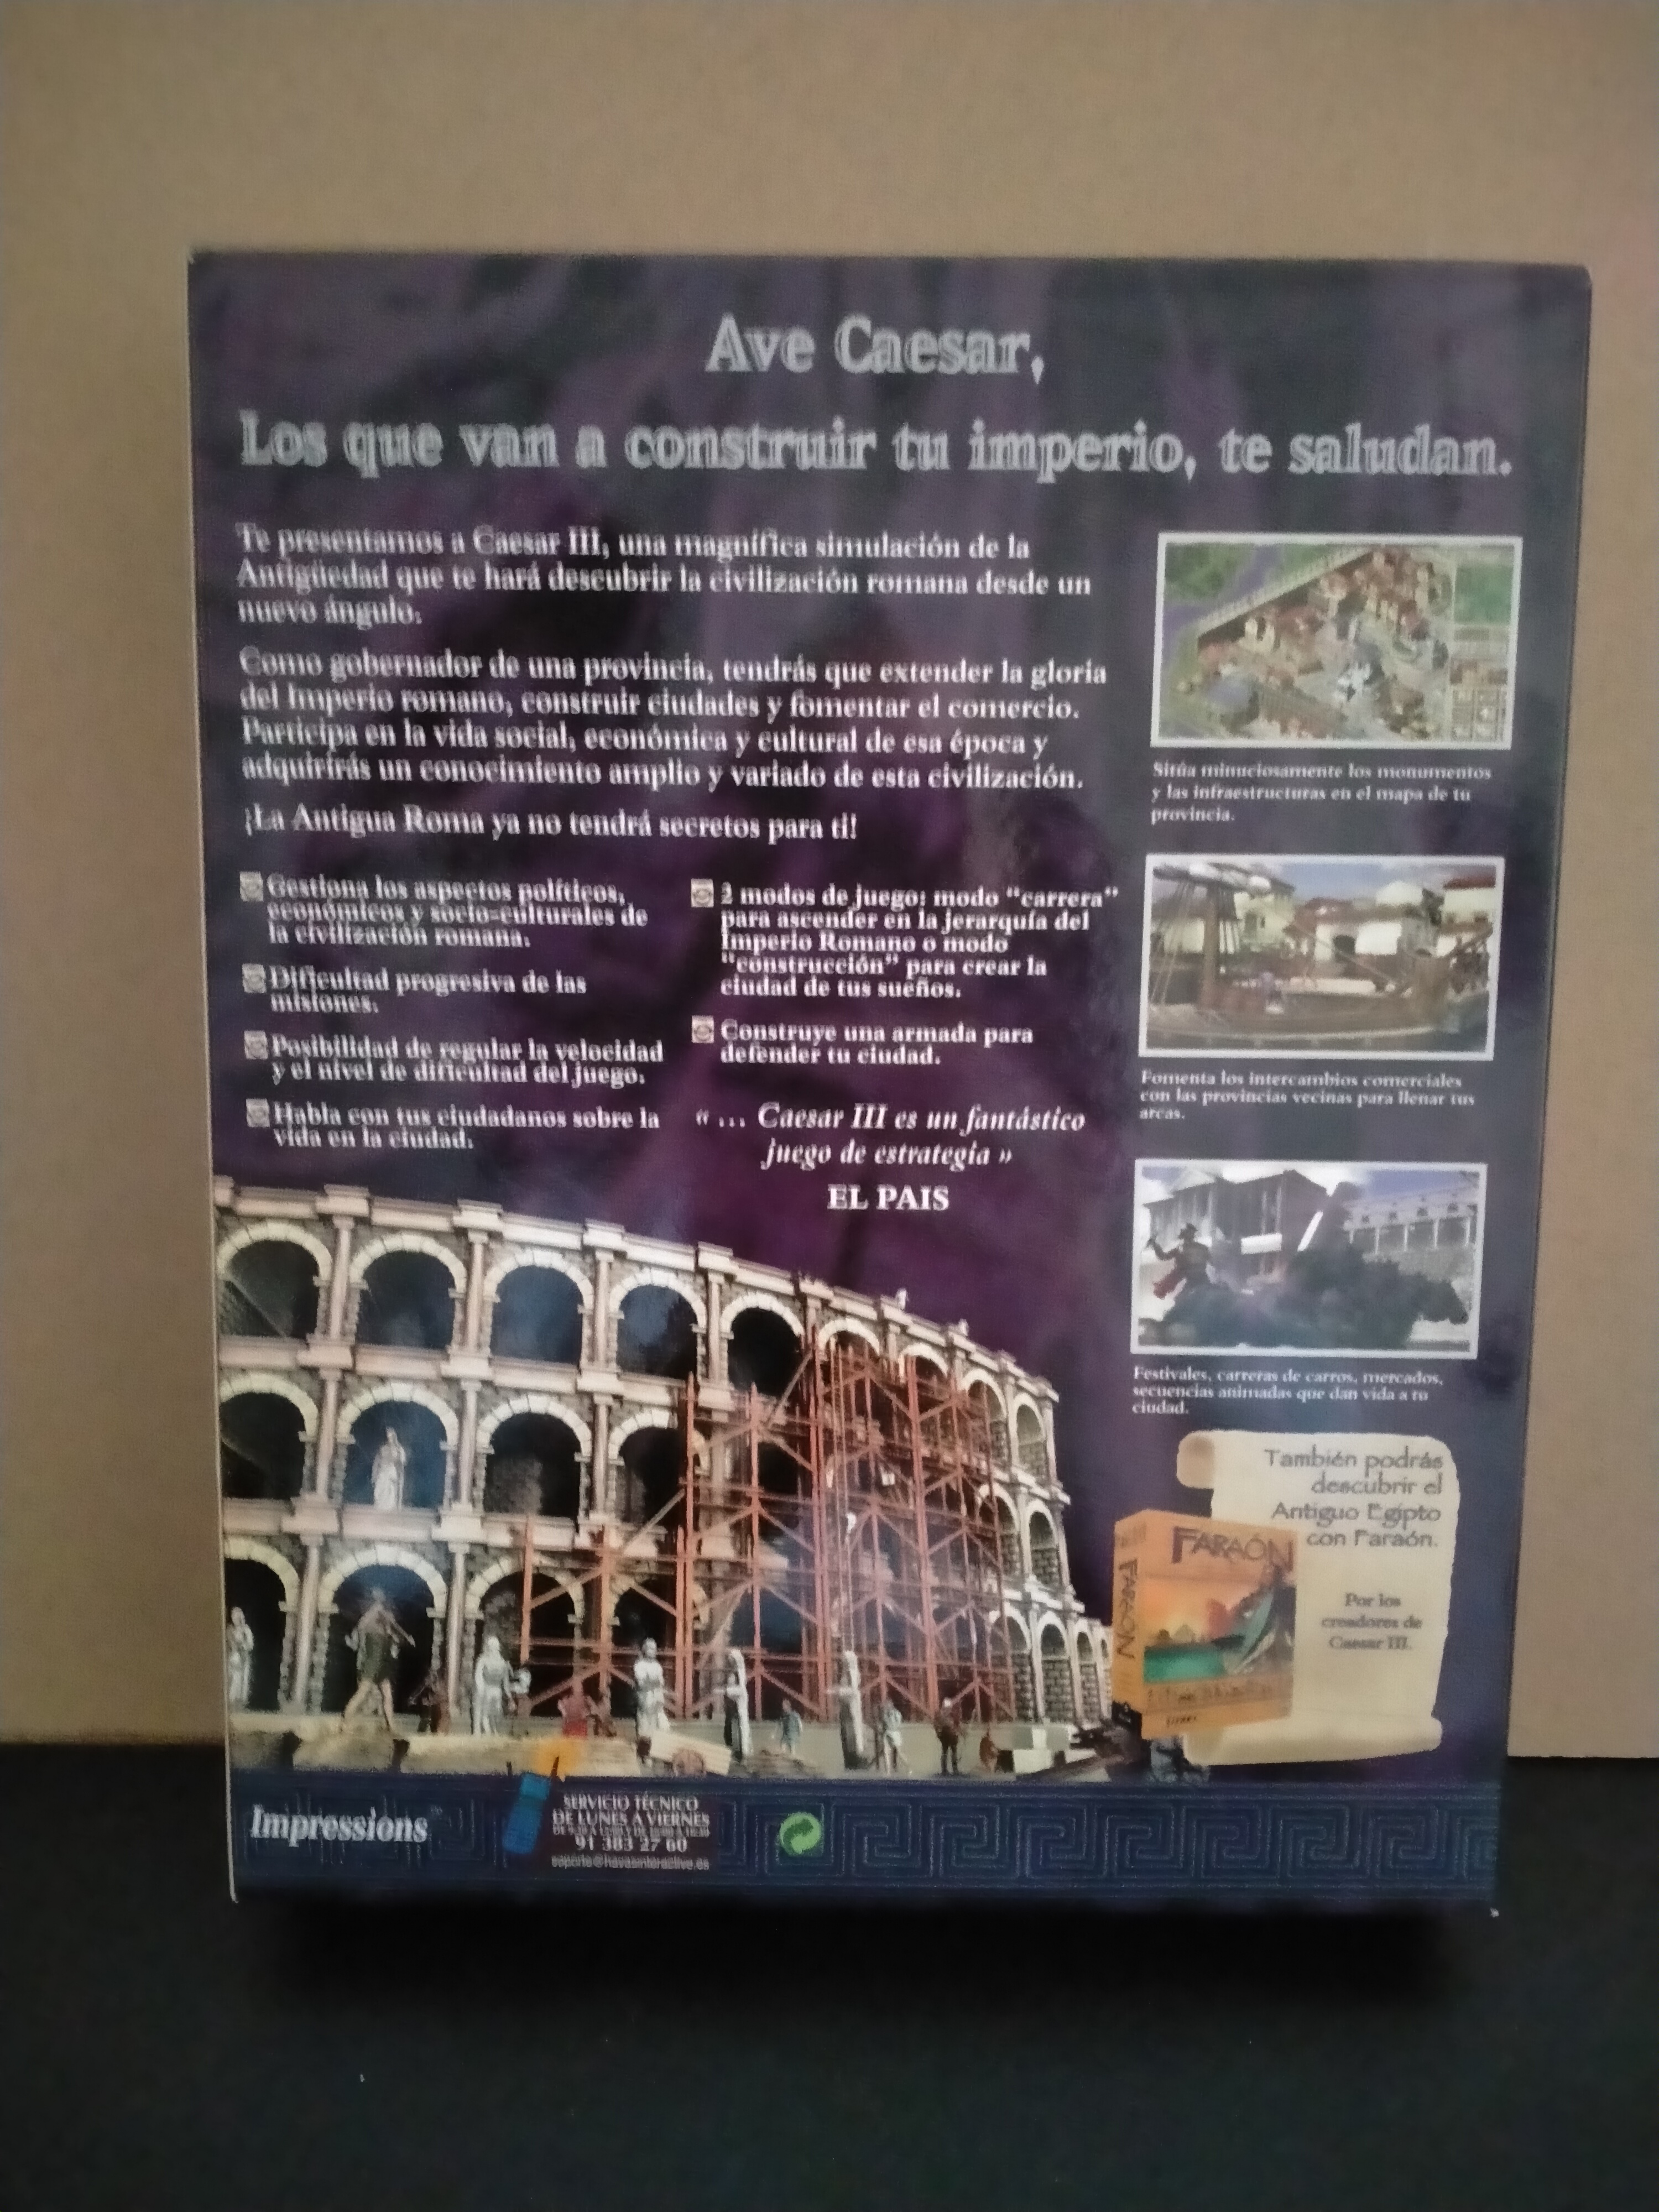 Ave Caesar,
Los que van a construir tu imperio, te saludan.
Te presentamos a Caesar III, una magnífica simulación de la
Antigüedad que te hará descubrir la civilización romana desde un
nuevo ángulo.
Como gobernador de una provincia, tendrás que extender la gloria
del Imperio romano, construir ciudades y fomentar el comercio.
Participa en la vida social, económica y cultural de esa época y
adquirirás un conocimiento amplio y variado de esta civilización.
¡La Antigua Roma ya no tendrá secretos para ti!
Gestiona los aspectos políticos,
económicos y socio-culturales de
la civilización romana.
Dificultad progresiva de las
misiones.
Posibilidad de regular la velocidad
y el nivel de dificultad del juego.
Habla con tus ciudadanos sobre la
vida en la ciudad.
2 modos de juego: modo "carrera"
para ascender en la jerarquía del
Imperio Romano o modo
"construcción" para crear la
ciudad de tus sueños.
Construye una armada para
defender tu ciudad.
« ... Caesar III es un fantástico
juego de estrategia »
EL PAIS
Sitúa minuciosamente los monumentos
y las infraestructuras en el mapa de tu
provincia.
Fomenta los intercambios comerciales
con las provincias vecinas para llenar tus
arcas.
Festivales, carreras de carros, mercados,
secuencias animadas que dan vida a tu
ciudad.
También podrás
descubrir el
Antiguo Egipto
con Faraón.
FARAÓN
FARAÓN
Por los
creadores de
Caesar III.
Impressions
SERVICIO TÉCNICO
DE LUNES A VIERNES
91 383 27 60
soporte@havasinteractive.es